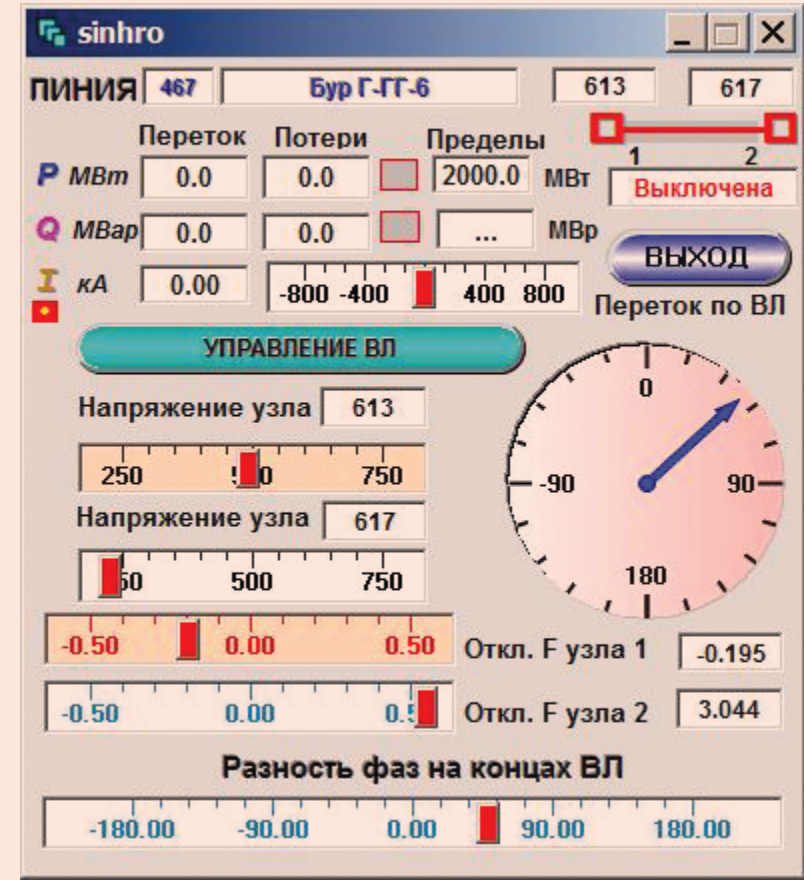 sinhro
ЛИНИЯ 467 Бур Г-ГГ-6 613 617
Переток Потери Пределы 1 2
P МВт 0.0 0.0 2000.0 МВт Выключена
Q МВар 0.0 0.0 ... МВр
ВЫХОД
I кА 0.00 -800 -400 400 800
Переток по ВЛ
УПРАВЛЕНИЕ ВЛ
Напряжение узла 613
0
250 750
-90 90
Напряжение узла 617
500 750
180
-0.50 0.00 0.50 Откл. F узла 1 -0.195
-0.50 0.00 Откл. F узла 2 3.044
Разность фаз на концах ВЛ
-180.00 -90.00 0.00 90.00 180.00